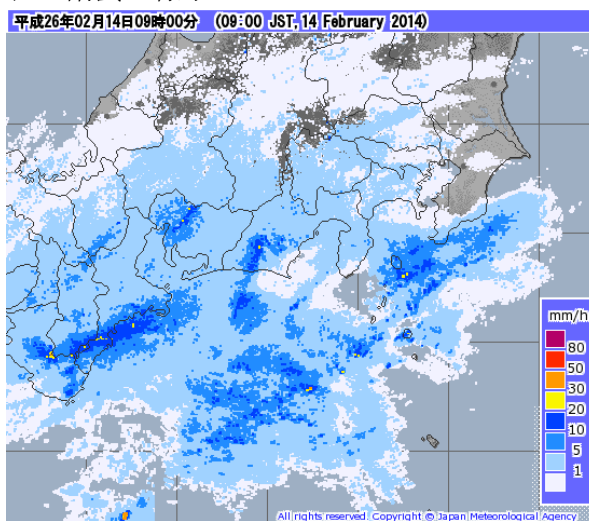 平成26年02月14日09時00分 (09:00 JST, 14 February 2014)
mm/h
80
50
30
20
10
5
1
All rights reserved. Copyright © Japan Meteorological Agency